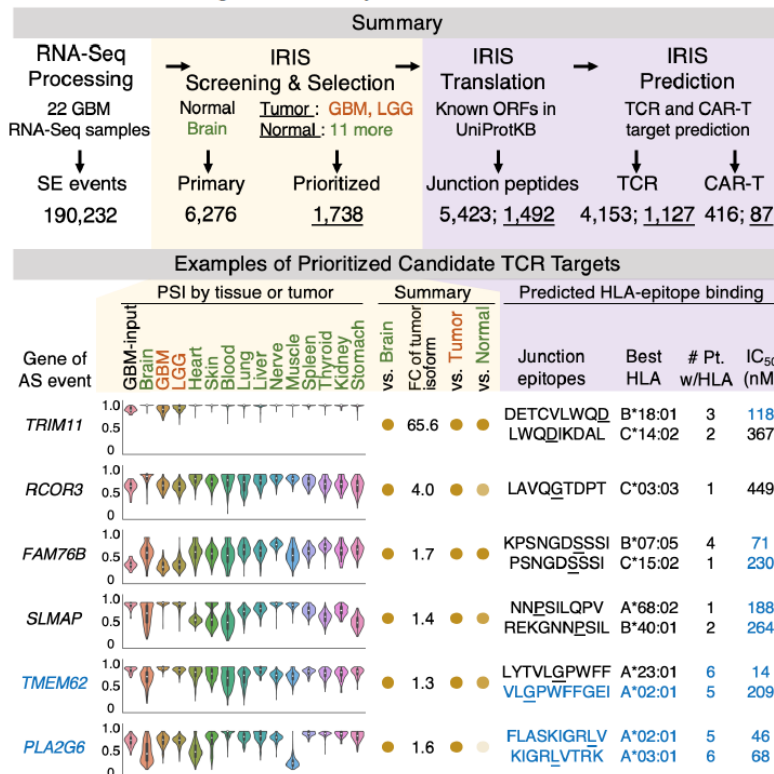 Summary
RNA-Seq
Processing
22 GBM
RNA-Seq samples
SE events
190,232
IRIS
Screening & Selection
Normal
Brain
Tumor : GBM, LGG
Normal : 11 more
Primary
6,276
Prioritized
1,738
IRIS
Translation
Known ORFs in
UniProtKB
Junction peptides
5,423; 1,492
IRIS
Prediction
TCR and CAR-T
target prediction
TCR
4,153; 1,127
CAR-T
416; 87
Examples of Prioritized Candidate TCR Targets
PSI by tissue or tumor
Summary
Predicted HLA-epitope binding
Gene of
AS event
GBM-input
Brain
GBM
LGG
Heart
Skin
Blood
Lung
Liver
Nerve
Muscle
Spleen
Thyroid
Kidney
Stomach
vs. Brain
FC of tumor
isoform
vs. Tumor
vs. Normal
Junction
epitopes
Best
HLA
# Pt.
w/HLA
IC50
(nM)
TRIM11
1.0
0.5
0
65.6
DETCVLWQD B*18:01 3 118
LWQDIKDAL C*14:02 2 367
RCOR3
1.0
0.5
0
4.0
LAVQGTDPT C*03:03 1 449
FAM76B
1.0
0.5
0
1.7
KPSNGDSSSI B*07:05 4 71
PSNGDSSSI C*15:02 1 230
SLMAP
1.0
0.5
0
1.4
NNPSILQPV A*68:02 1 188
REKGNNPSIL B*40:01 2 264
TMEM62
1.0
0.5
0
1.3
LYTVLGPWFF A*23:01 6 14
VLGPWFFGEI A*02:01 5 209
PLA2G6
1.0
0.5
0
1.6
FLASKIGRLV A*02:01 5 46
KIGRLVTRK A*03:01 6 68